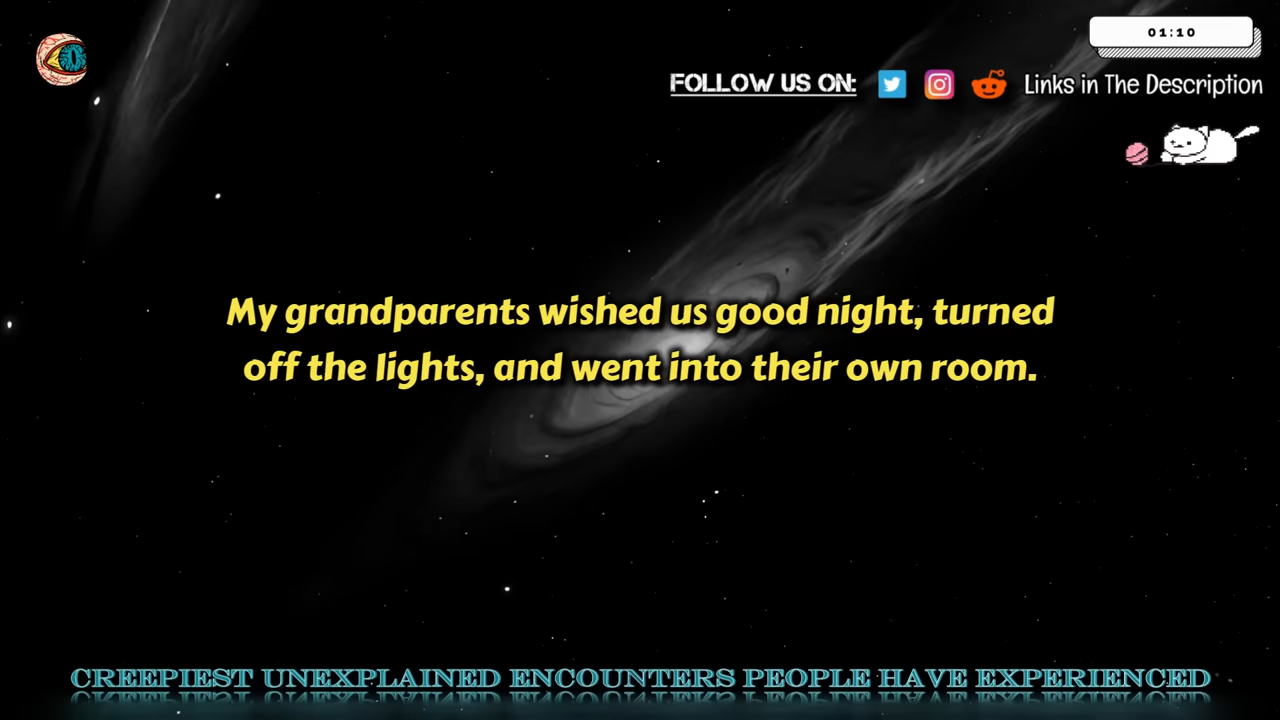 01:10
FOLLOW US ON: Links in The Description
My grandparents wished us good night, turned
off the lights, and went into their own room.
CREEPIEST UNEXPLAINED ENCOUNTERS PEOPLE HAVE EXPERIENCED